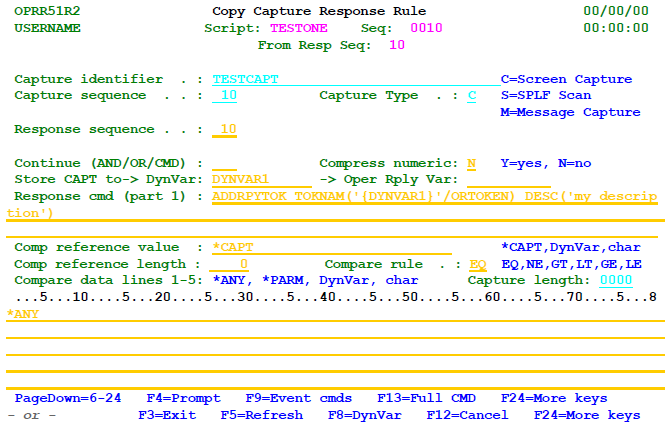 OPRR51R2 Copy Capture Response Rule 00/00/00
USERNAME Script: TESTONE Seq: 0010 00:00:00
From Resp Seq: 10
Capture identifier . : TESTCAPT C=Screen Capture
Capture sequence . . : 10 Capture Type . : C S=SPLF Scan
M=Message Capture
Response sequence . . : 10
Continue (AND/OR/CMD) : Compress numeric: N Y=yes, N=no
Store CAPT to-> DynVar: DYNVAR1 -> Oper Rply Var:
Response cmd (part 1) : ADDRPYTOK TOKNAM('{DYNVAR1}'/ORTOKEN) DESC('my descrip
tion')
Comp reference value : *CAPT *CAPT,DynVar,char
Comp reference length : 0 Compare rule . : EQ EQ,NE,GT,LT,GE,LE
Compare data lines 1-5: *ANY, *PARM, DynVar, char Capture length: 0000
...5...10....5...20....5...30....5...40....5...50....5...60....5...70....5...8
*ANY
PageDown=6-24 F4=Prompt F9=Event cmds F13=Full CMD F24=More keys
- or - F3=Exit F5=Refresh F8=DynVar F12=Cancel F24=More keys